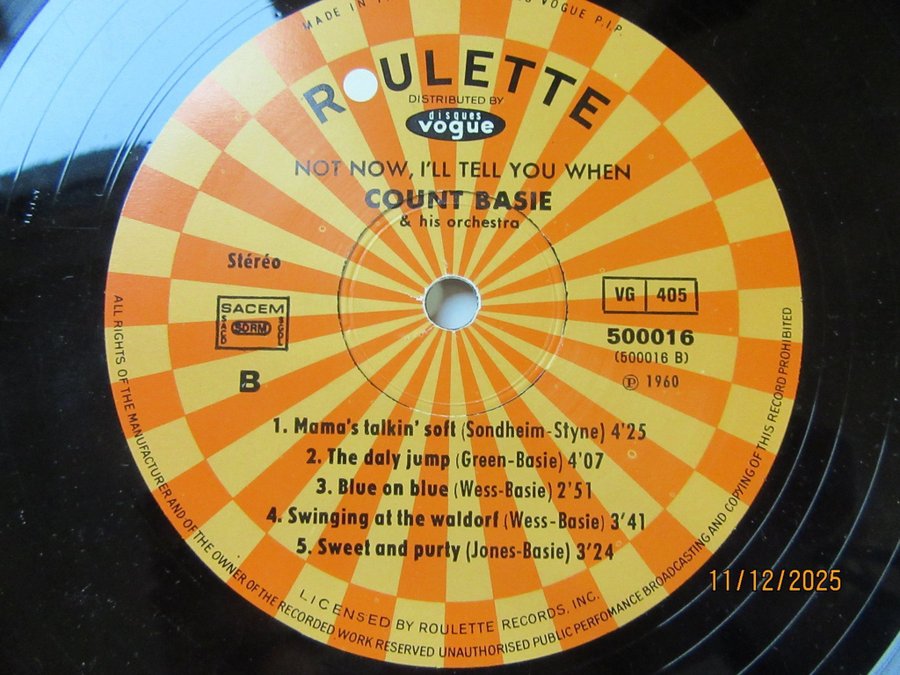 MADE IN
VOGUE P.I.P.
ROULETTE
DISTRIBUTED BY
disques
vogue
NOT NOW, I'LL TELL YOU WHEN
COUNT BASIE
& his orchestra
Stéréo
SACEM
SACD SDRM SGDL
B
VG 405
500016
(500016 B)
℗ 1960
1. Mama's talkin' soft (Sondheim-Styne) 4'25
2. The daly jump (Green-Basie) 4'07
3. Blue on blue (Wess-Basie) 2'51
4. Swinging at the waldorf (Wess-Basie) 3'41
5. Sweet and purty (Jones-Basie) 3'24
LICENSED BY ROULETTE RECORDS, INC.
ALL RIGHTS OF THE MANUFACTURER AND OF THE OWNER OF THE RECORDED WORK RESERVED UNAUTHORISED PUBLIC PERFOMANCE BROADCASTING AND COPYING OF THIS RECORD PROHIBITED
11/12/2025